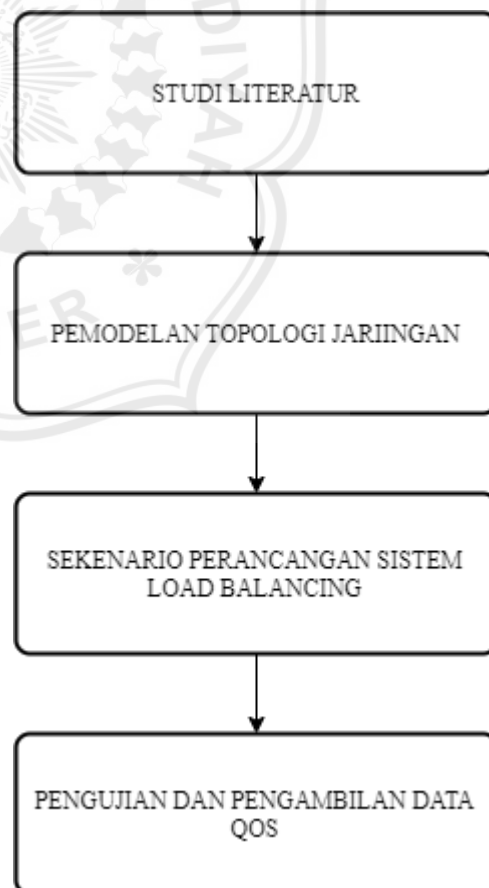 STUDI LITERATUR
PEMODELAN TOPOLOGI JARIINGAN
SEKENARIO PERANCANGAN SISTEM
LOAD BALANCING
PENGUJIAN DAN PENGAMBILAN DATA
QOS